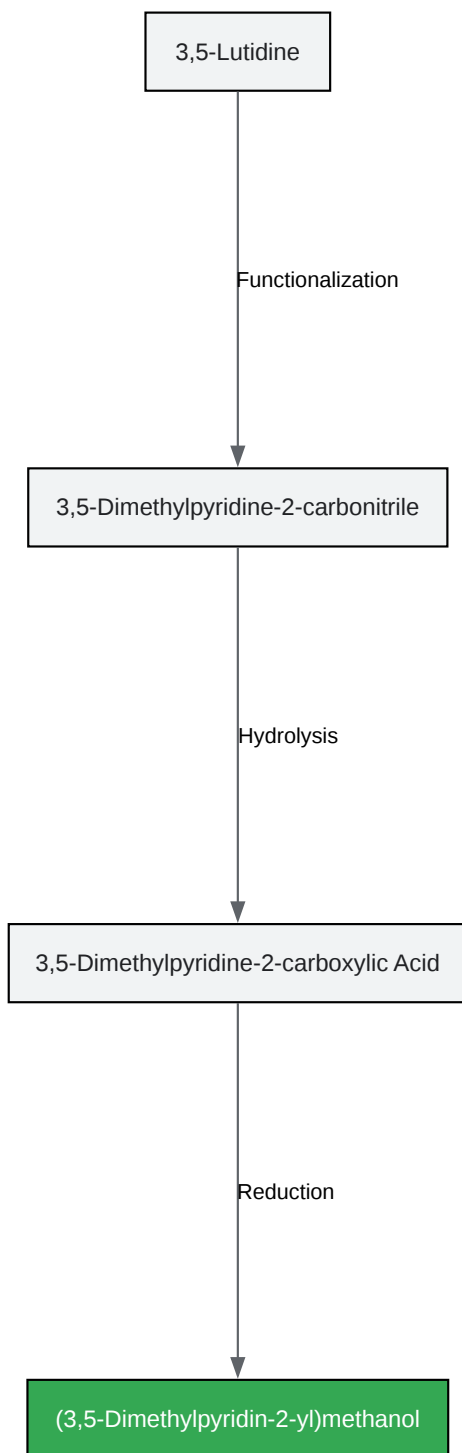 3,5-Lutidine
Functionalization
3,5-Dimethylpyridine-2-carbonitrile
Hydrolysis
3,5-Dimethylpyridine-2-carboxylic Acid
Reduction
(3,5-Dimethylpyridin-2-yl)methanol